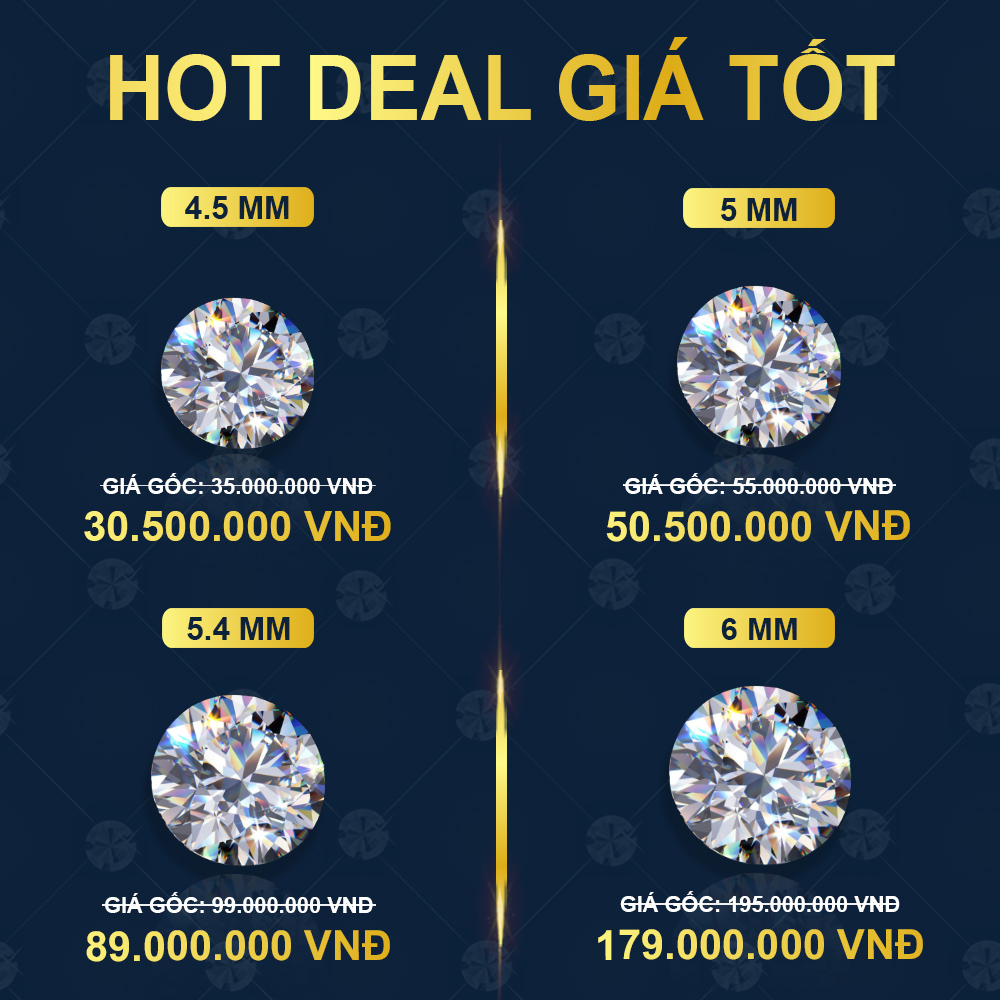 HOT DEAL GIÁ TỐT
4.5 MM
GIÁ GỐC: 35.000.000 VNĐ
30.500.000 VNĐ
5 MM
GIÁ GỐC: 55.000.000 VNĐ
50.500.000 VNĐ
5.4 MM
GIÁ GỐC: 99.000.000 VNĐ
89.000.000 VNĐ
6 MM
GIÁ GỐC: 195.000.000 VNĐ
179.000.000 VNĐ